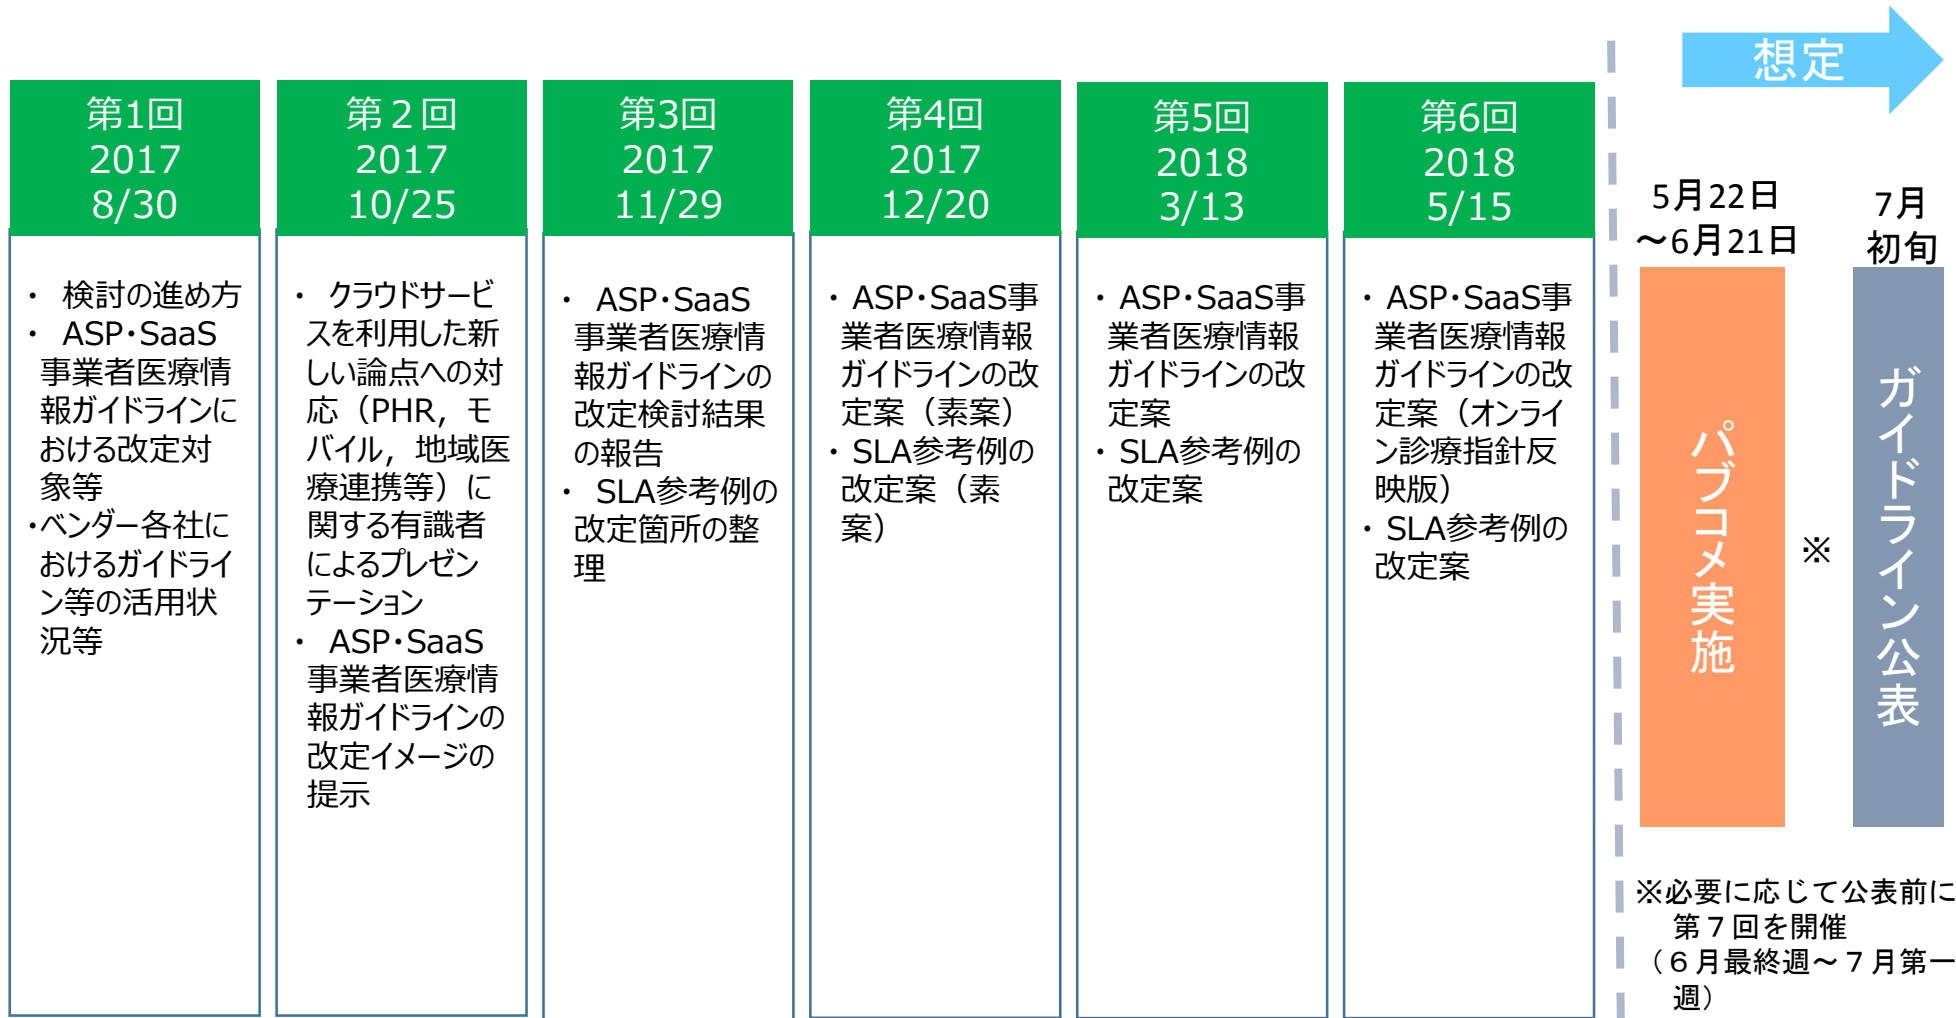 想定
第1回
2017
8/30
・ 検討の進め方
・ ASP・SaaS
事業者医療情
報ガイドラインに
おける改定対
象等
・ベンダー各社に
おけるガイドライ
ン等の活用状
況等
第２回
2017
10/25
・ クラウドサービ
スを利用した新
しい論点への対
応（PHR，モ
バイル，地域医
療連携等）に
関する有識者
によるプレゼン
テーション
・ ASP・SaaS
事業者医療情
報ガイドラインの
改定イメージの
提示
第3回
2017
11/29
・ ASP・SaaS
事業者医療情
報ガイドラインの
改定検討結果
の報告
・ SLA参考例の
改定箇所の整
理
第4回
2017
12/20
・ASP・SaaS事
業者医療情報
ガイドラインの改
定案（素案）
・SLA参考例の
改定案（素
案）
第5回
2018
3/13
・ASP・SaaS事
業者医療情報
ガイドラインの改
定案
・SLA参考例の
改定案
第6回
2018
5/15
・ASP・SaaS事
業者医療情報
ガイドラインの改
定案（オンライ
ン診療指針反
映版）
・SLA参考例の
改定案
5月22日
～6月21日
パブコメ実施
※
7月
初旬
ガイドライン公表
※必要に応じて公表前に
第７回を開催
（６月最終週～７月第一
週）